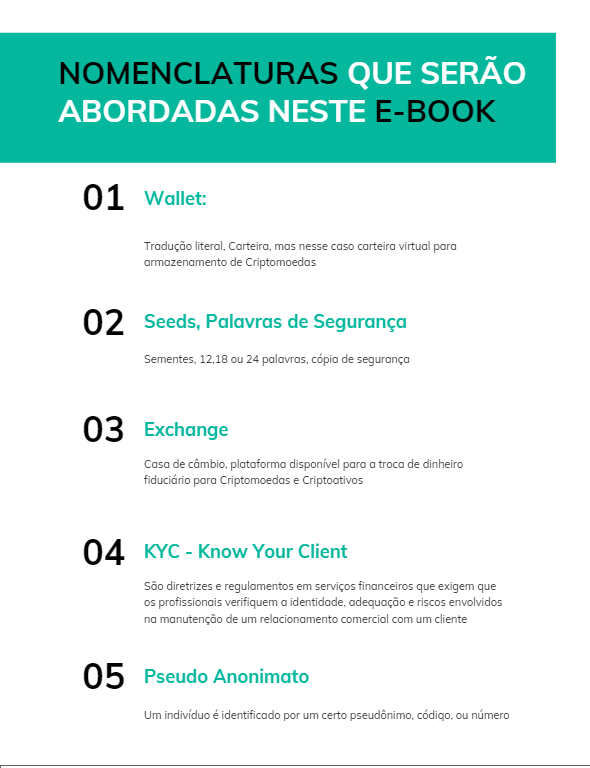 NOMENCLATURAS QUE SERÃO
ABORDADAS NESTE E-BOOK
01 Wallet:
Tradução literal, Carteira, mas nesse caso carteira virtual para
armazenamento de Criptomoedas
02 Seeds, Palavras de Segurança
Sementes, 12,18 ou 24 palavras, cópia de segurança
03 Exchange
Casa de câmbio, plataforma disponível para a troca de dinheiro
fiduciário para Criptomoedas e Criptoativos
04 KYC - Know Your Client
São diretrizes e regulamentos em serviços financeiros que exigem que
os profissionais verifiquem a identidade, adequação e riscos envolvidos
na manutenção de um relacionamento comercial com um cliente
05 Pseudo Anonimato
Um indivíduo é identificado por um certo pseudônimo, código, ou número